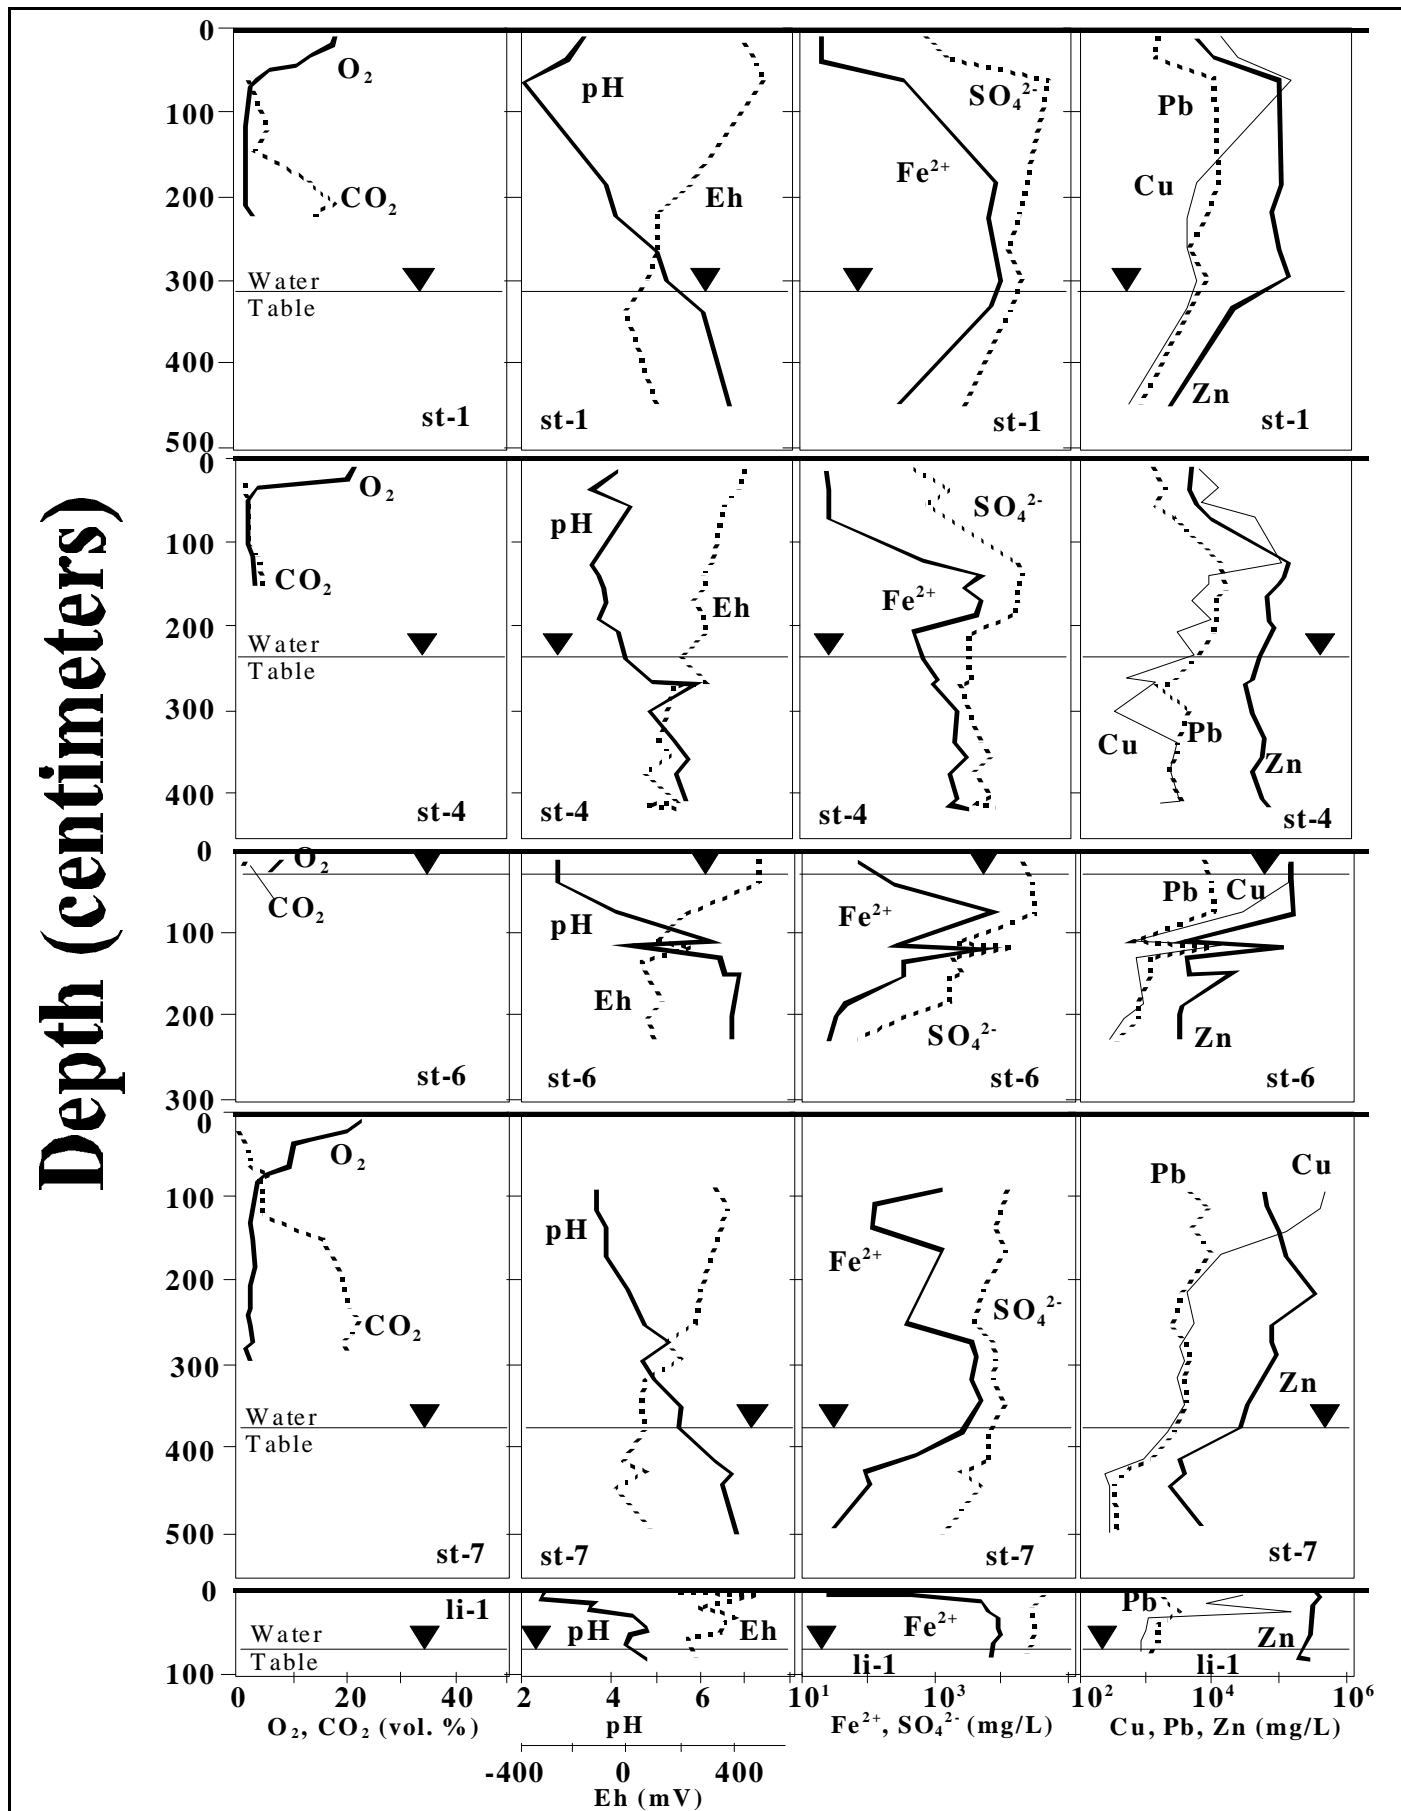 Depth (centimeters)
0
100
200
300
400
500
O₂
CO₂
Water
Table
st-1
pH
Eh
st-1
SO₄²⁻
Fe²⁺
st-1
Pb
Cu
Zn
st-1
0
100
200
300
400
O₂
CO₂
Water
Table
st-4
pH
Eh
st-4
SO₄²⁻
Fe²⁺
st-4
Cu
Pb
Zn
st-4
0
100
200
300
O₂
CO₂
st-6
pH
Eh
st-6
Fe²⁺
SO₄²⁻
st-6
Pb
Cu
Zn
st-6
0
100
200
300
400
500
O₂
CO₂
Water
Table
st-7
pH
st-7
Fe²⁺
SO₄²⁻
st-7
Pb
Cu
Zn
st-7
0
100
li-1
Water
Table
pH
Eh
Fe²⁺
li-1
Pb
Zn
li-1
0 20 40
O₂, CO₂ (vol. %)
2 4 6
pH
-400 0 400
Eh (mV)
10¹ 10³
Fe²⁺, SO₄²⁻ (mg/L)
10² 10⁴ 10⁶
Cu, Pb, Zn (mg/L)